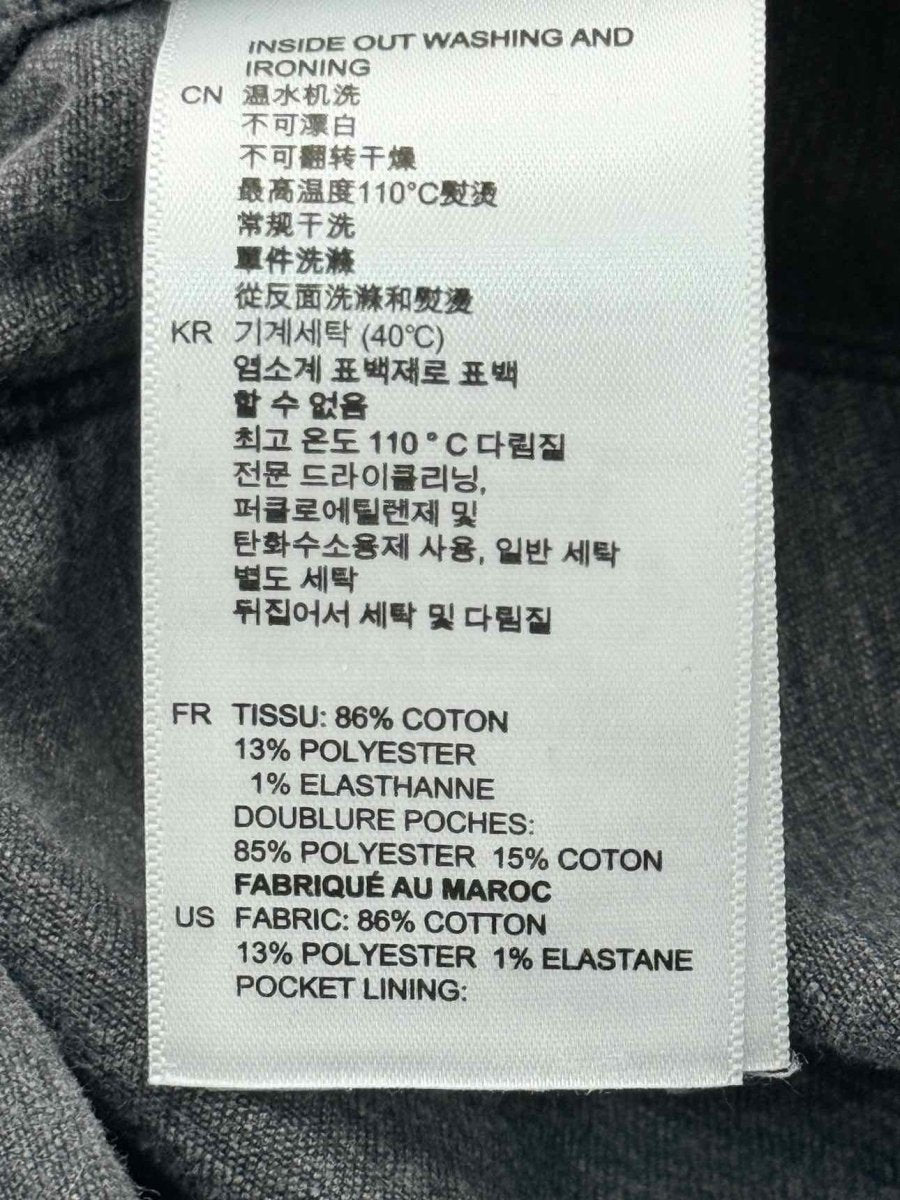 INSIDE OUT WASHING AND
IRONING
CN 温水机洗
不可漂白
不可翻转干燥
最高温度110°C熨烫
常规干洗
單件洗滌
從反面洗滌和熨燙
KR 기계세탁 (40℃)
염소계 표백제로 표백
할 수 없음
최고 온도 110 ° C 다림질
전문 드라이클리닝,
퍼클로에틸렌제 및
탄화수소용제 사용, 일반 세탁
별도 세탁
뒤집어서 세탁 및 다림질
FR TISSU: 86% COTON
13% POLYESTER
1% ELASTHANNE
DOUBLURE POCHES:
85% POLYESTER 15% COTON
FABRIQUÉ AU MAROC
US FABRIC: 86% COTTON
13% POLYESTER 1% ELASTANE
POCKET LINING: